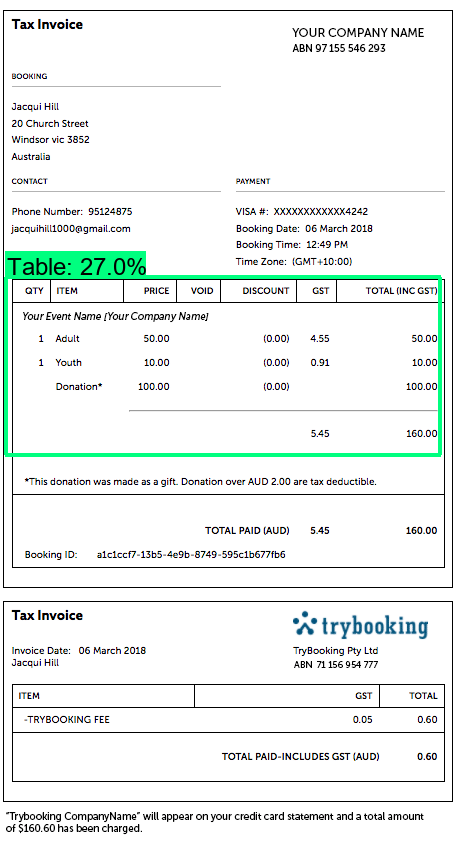 Tax Invoice
YOUR COMPANY NAME
ABN 97 155 546 293
BOOKING
Jacqui Hill
20 Church Street
Windsor vic 3852
Australia
CONTACT
PAYMENT
Phone Number: 95124875
VISA #: XXXXXXXXXXXX4242
jacquihill1000@gmail.com
Booking Date: 06 March 2018
Booking Time: 12:49 PM
Time Zone: (GMT+10:00)
Table: 27.0%
QTY ITEM PRICE VOID DISCOUNT GST TOTAL (INC GST)
Your Event Name [Your Company Name]
1 Adult 50.00 (0.00) 4.55 50.00
1 Youth 10.00 (0.00) 0.91 10.00
Donation* 100.00 (0.00) 100.00
5.45 160.00
*This donation was made as a gift. Donation over AUD 2.00 are tax deductible.
TOTAL PAID (AUD) 5.45 160.00
Booking ID: a1c1ccf7-13b5-4e9b-8749-595c1b677fb6
Tax Invoice
trybooking
Invoice Date: 06 March 2018
TryBooking Pty Ltd
Jacqui Hill
ABN 71 156 954 777
ITEM GST TOTAL
-TRYBOOKING FEE 0.05 0.60
TOTAL PAID-INCLUDES GST (AUD) 0.60
"Trybooking CompanyName" will appear on your credit card statement and a total amount
of $160.60 has been charged.